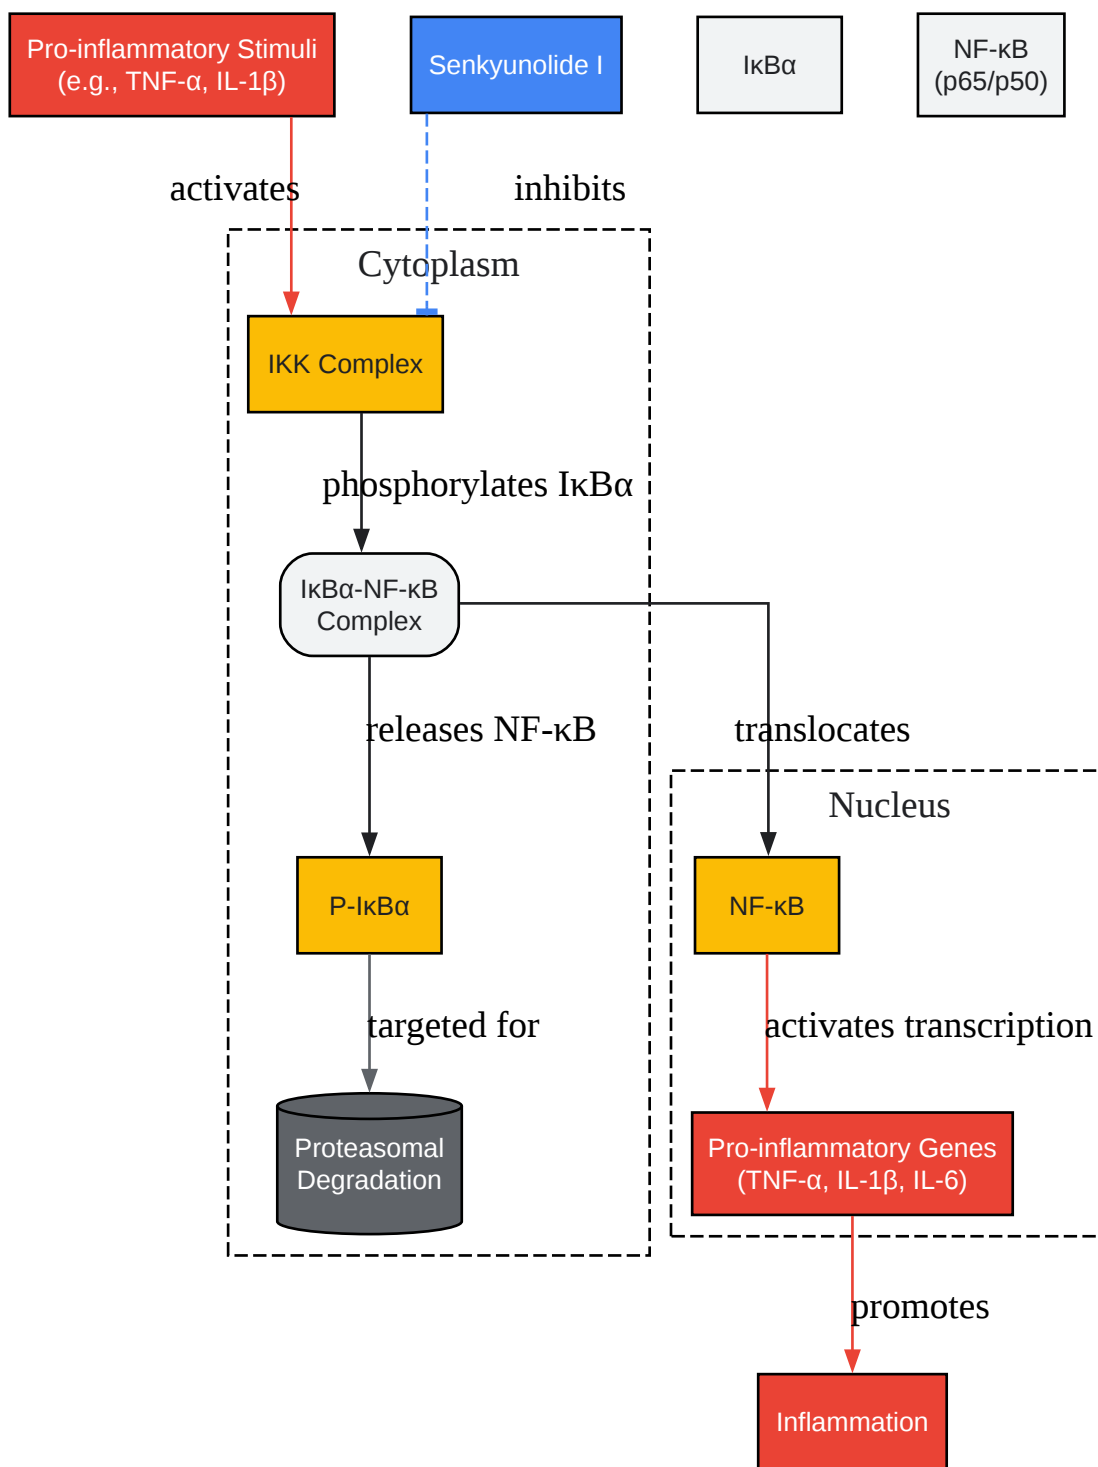 Pro-inflammatory Stimuli
(e.g., TNF-α, IL-1β)
Senkyunolide I
IκBα
NF-κB
(p65/p50)
activates
inhibits
Cytoplasm
IKK Complex
phosphorylates IκBα
IκBα-NF-κB
Complex
releases NF-κB
translocates
Nucleus
P-IκBα
NF-κB
targeted for
activates transcription
Proteasomal
Degradation
Pro-inflammatory Genes
(TNF-α, IL-1β, IL-6)
promotes
Inflammation